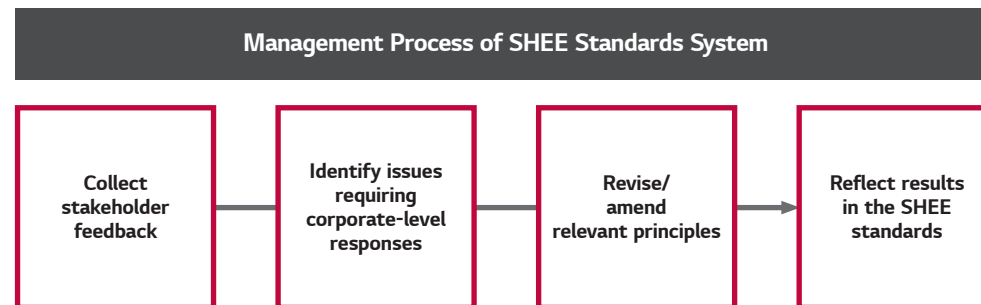 Management Process of SHEE Standards System
Collect
stakeholder
feedback
Identify issues
requiring
corporate-level
responses
Revise/
amend
relevant principles
Reflect results
in the SHEE
standards